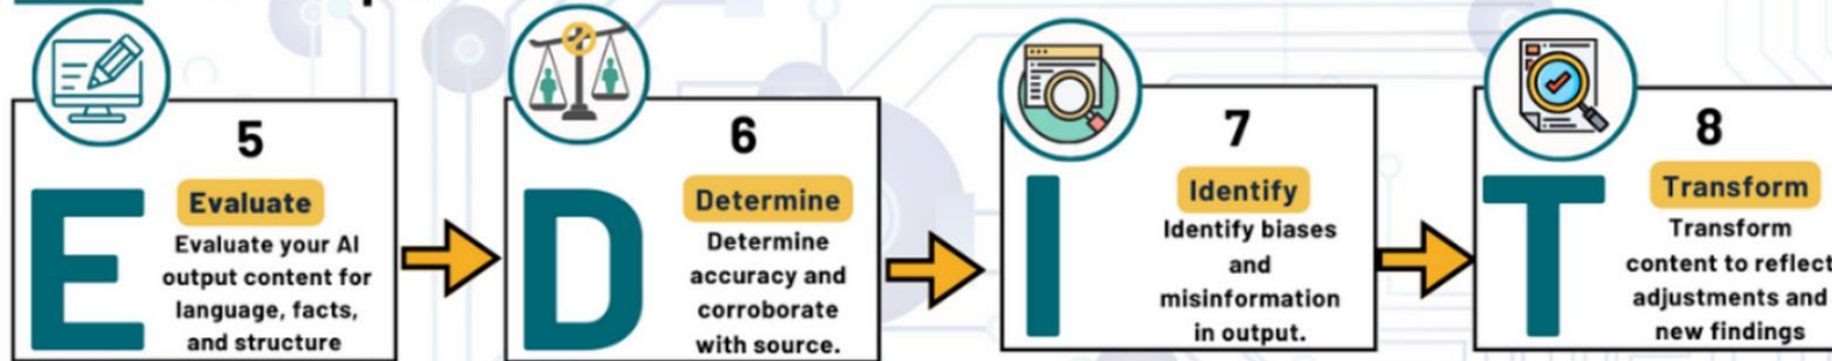 5
E
Evaluate
Evaluate your AI
output content for
language, facts,
and structure
6
D
Determine
Determine
accuracy and
corroborate
with source.
7
I
Identify
Identify biases
and
misinformation
in output.
8
T
Transform
Transform
content to reflect
adjustments and
new findings